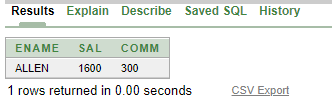 Results Explain Describe Saved SQL History
ENAME SAL COMM
ALLEN 1600 300
1 rows returned in 0.00 seconds CSV Export